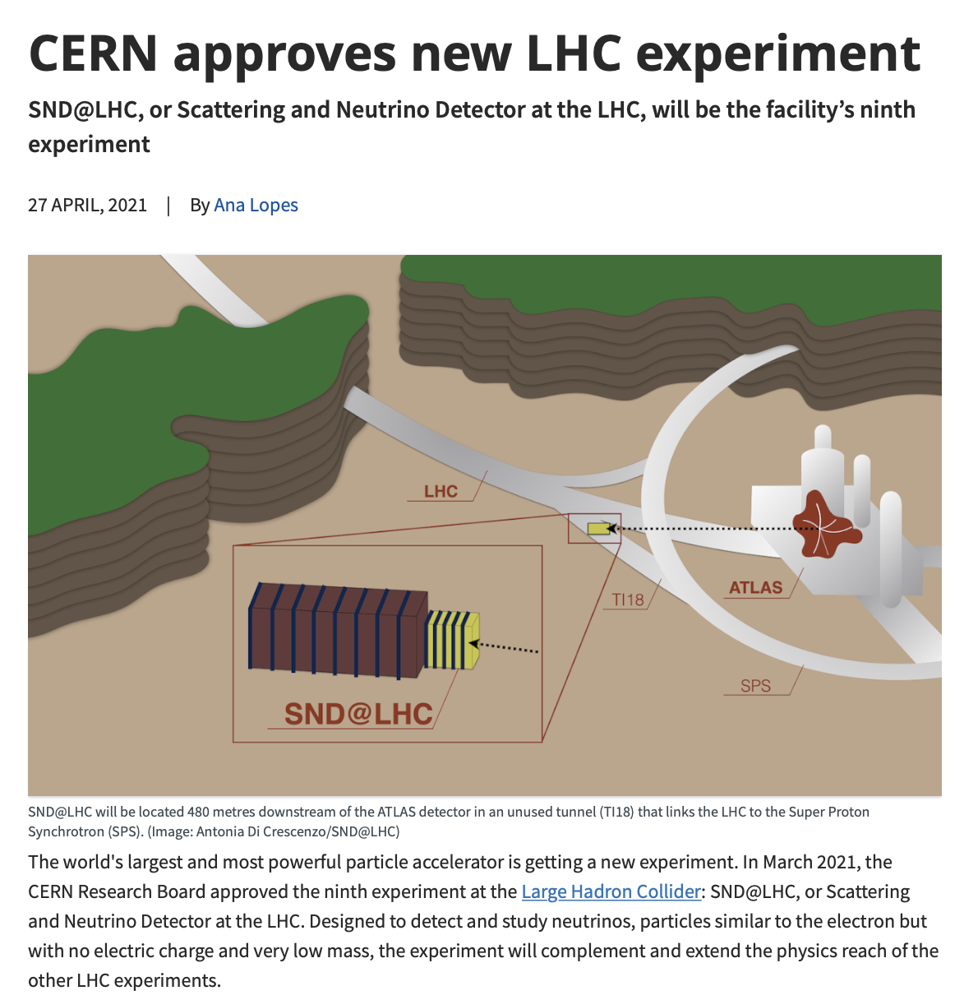 CERN approves new LHC experiment
SND@LHC, or Scattering and Neutrino Detector at the LHC, will be the facility’s ninth
experiment
27 APRIL, 2021 | By Ana Lopes
LHC
TI18
ATLAS
SPS
SND@LHC
SND@LHC will be located 480 metres downstream of the ATLAS detector in an unused tunnel (TI18) that links the LHC to the Super Proton
Synchrotron (SPS). (Image: Antonia Di Crescenzo/SND@LHC)
The world's largest and most powerful particle accelerator is getting a new experiment. In March 2021, the
CERN Research Board approved the ninth experiment at the Large Hadron Collider: SND@LHC, or Scattering
and Neutrino Detector at the LHC. Designed to detect and study neutrinos, particles similar to the electron but
with no electric charge and very low mass, the experiment will complement and extend the physics reach of the
other LHC experiments.